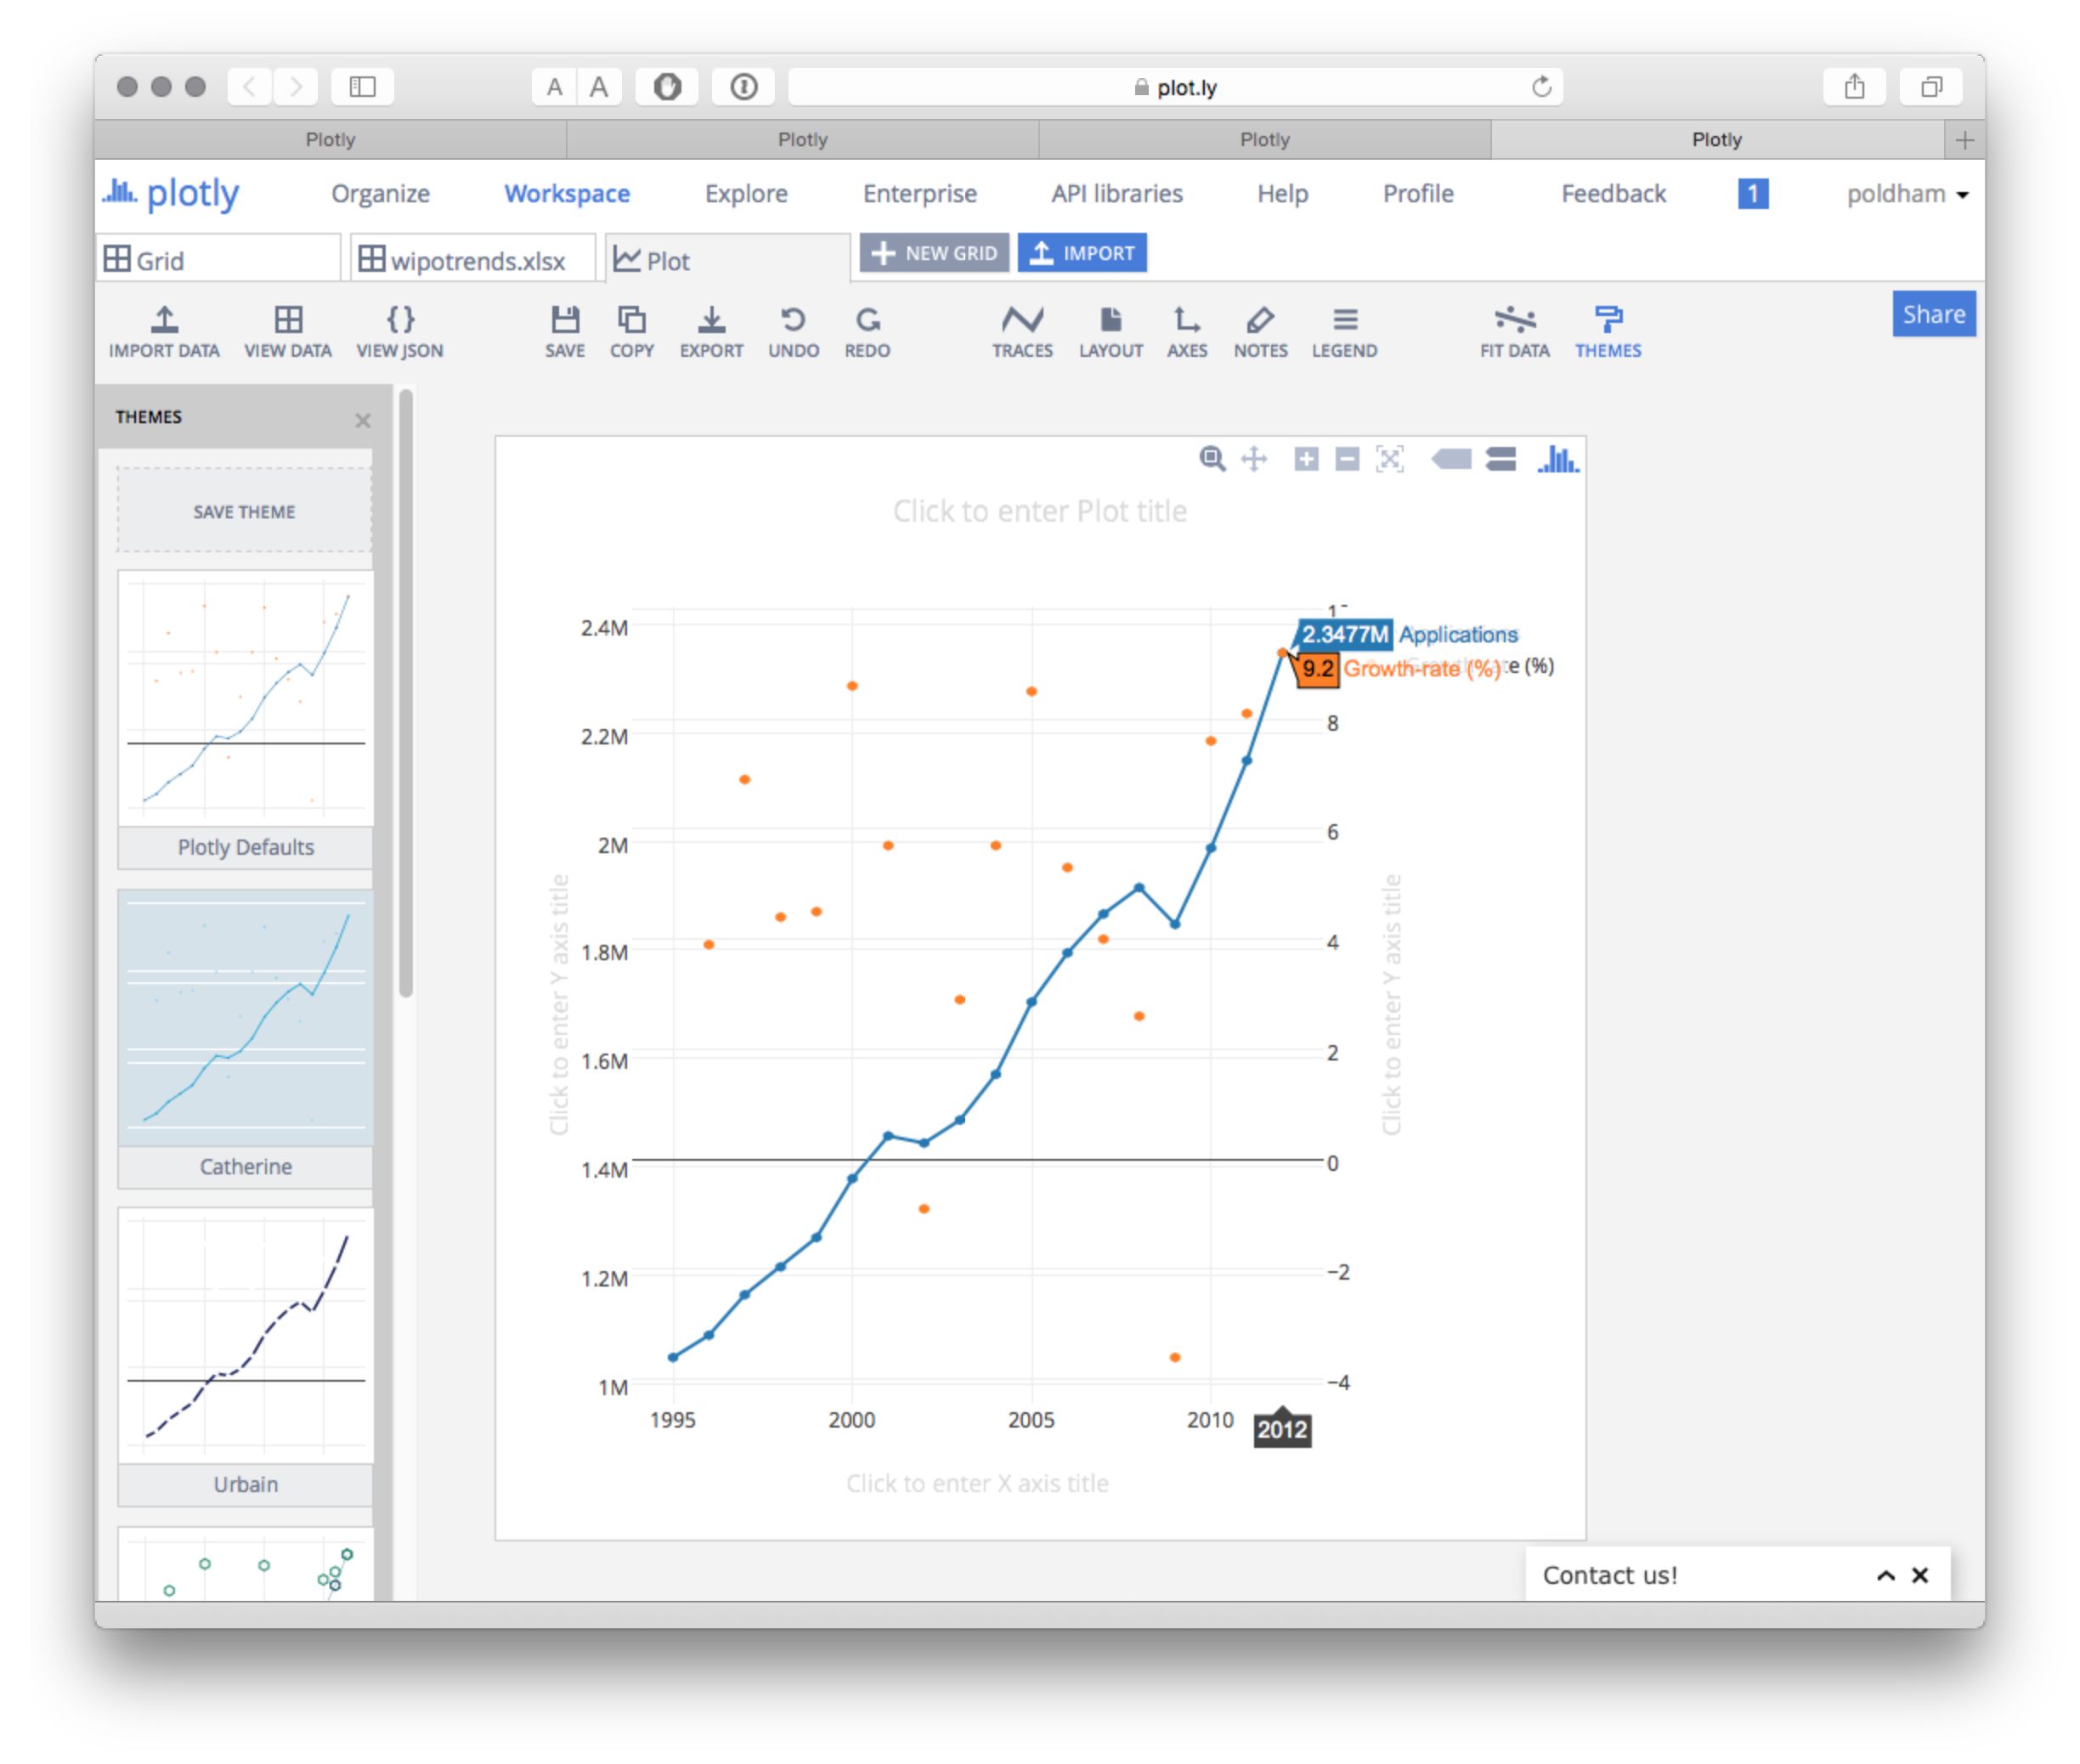 A A plot.ly
Plotly Plotly Plotly Plotly
plotly Organize Workspace Explore Enterprise API libraries Help Profile Feedback 1 poldham
Grid wipotrends.xlsx Plot NEW GRID IMPORT
IMPORT DATA VIEW DATA VIEW JSON SAVE COPY EXPORT UNDO REDO TRACES LAYOUT AXES NOTES LEGEND FIT DATA THEMES Share
THEMES
SAVE THEME
Plotly Defaults
Catherine
Urbain
Click to enter Plot title
2.4M
2.2M
2M
1.8M
1.6M
1.4M
1.2M
1M
Click to enter Y axis title
2.3477M Applications
9.2 Growth-rate (%)
8
6
4
2
0
−2
−4
Click to enter Y axis title
1995 2000 2005 2010 2012
Click to enter X axis title
Contact us!